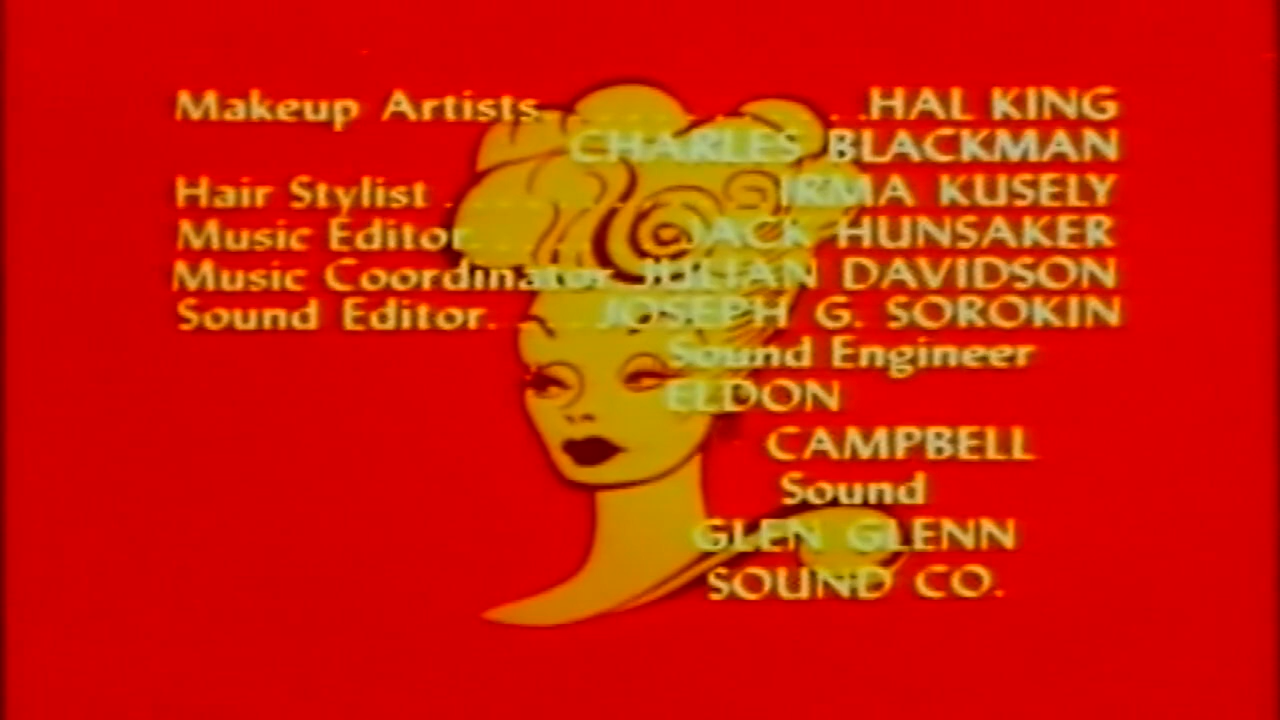 Makeup Artists. . . . . . . . .HAL KING
CHARLES BLACKMAN
Hair Stylist . . . . . . . IRMA KUSELY
Music Editor. . . . . . JACK HUNSAKER
Music Coordinator JULIAN DAVIDSON
Sound Editor. . . . JOSEPH G. SOROKIN
Sound Engineer
ELDON
CAMPBELL
Sound
GLEN GLENN
SOUND CO.